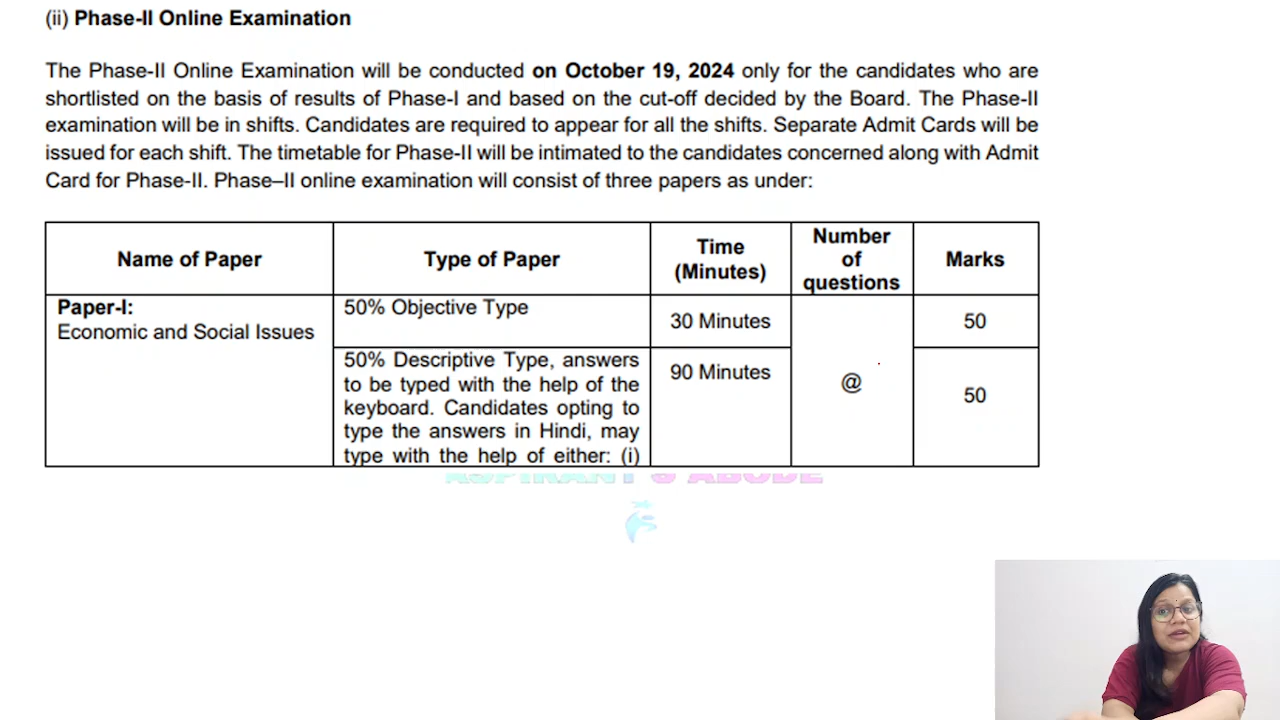 (ii) Phase-II Online Examination
The Phase-II Online Examination will be conducted on October 19, 2024 only for the candidates who are
shortlisted on the basis of results of Phase-I and based on the cut-off decided by the Board. The Phase-II
examination will be in shifts. Candidates are required to appear for all the shifts. Separate Admit Cards will be
issued for each shift. The timetable for Phase-II will be intimated to the candidates concerned along with Admit
Card for Phase-II. Phase–II online examination will consist of three papers as under:
Name of Paper
Type of Paper
Time
(Minutes)
Number
of
questions
Marks
Paper-I:
Economic and Social Issues
50% Objective Type
30 Minutes
50
50% Descriptive Type, answers
to be typed with the help of the
keyboard. Candidates opting to
type the answers in Hindi, may
type with the help of either: (i)
90 Minutes
@
50
ASPIRANT'S ABODE